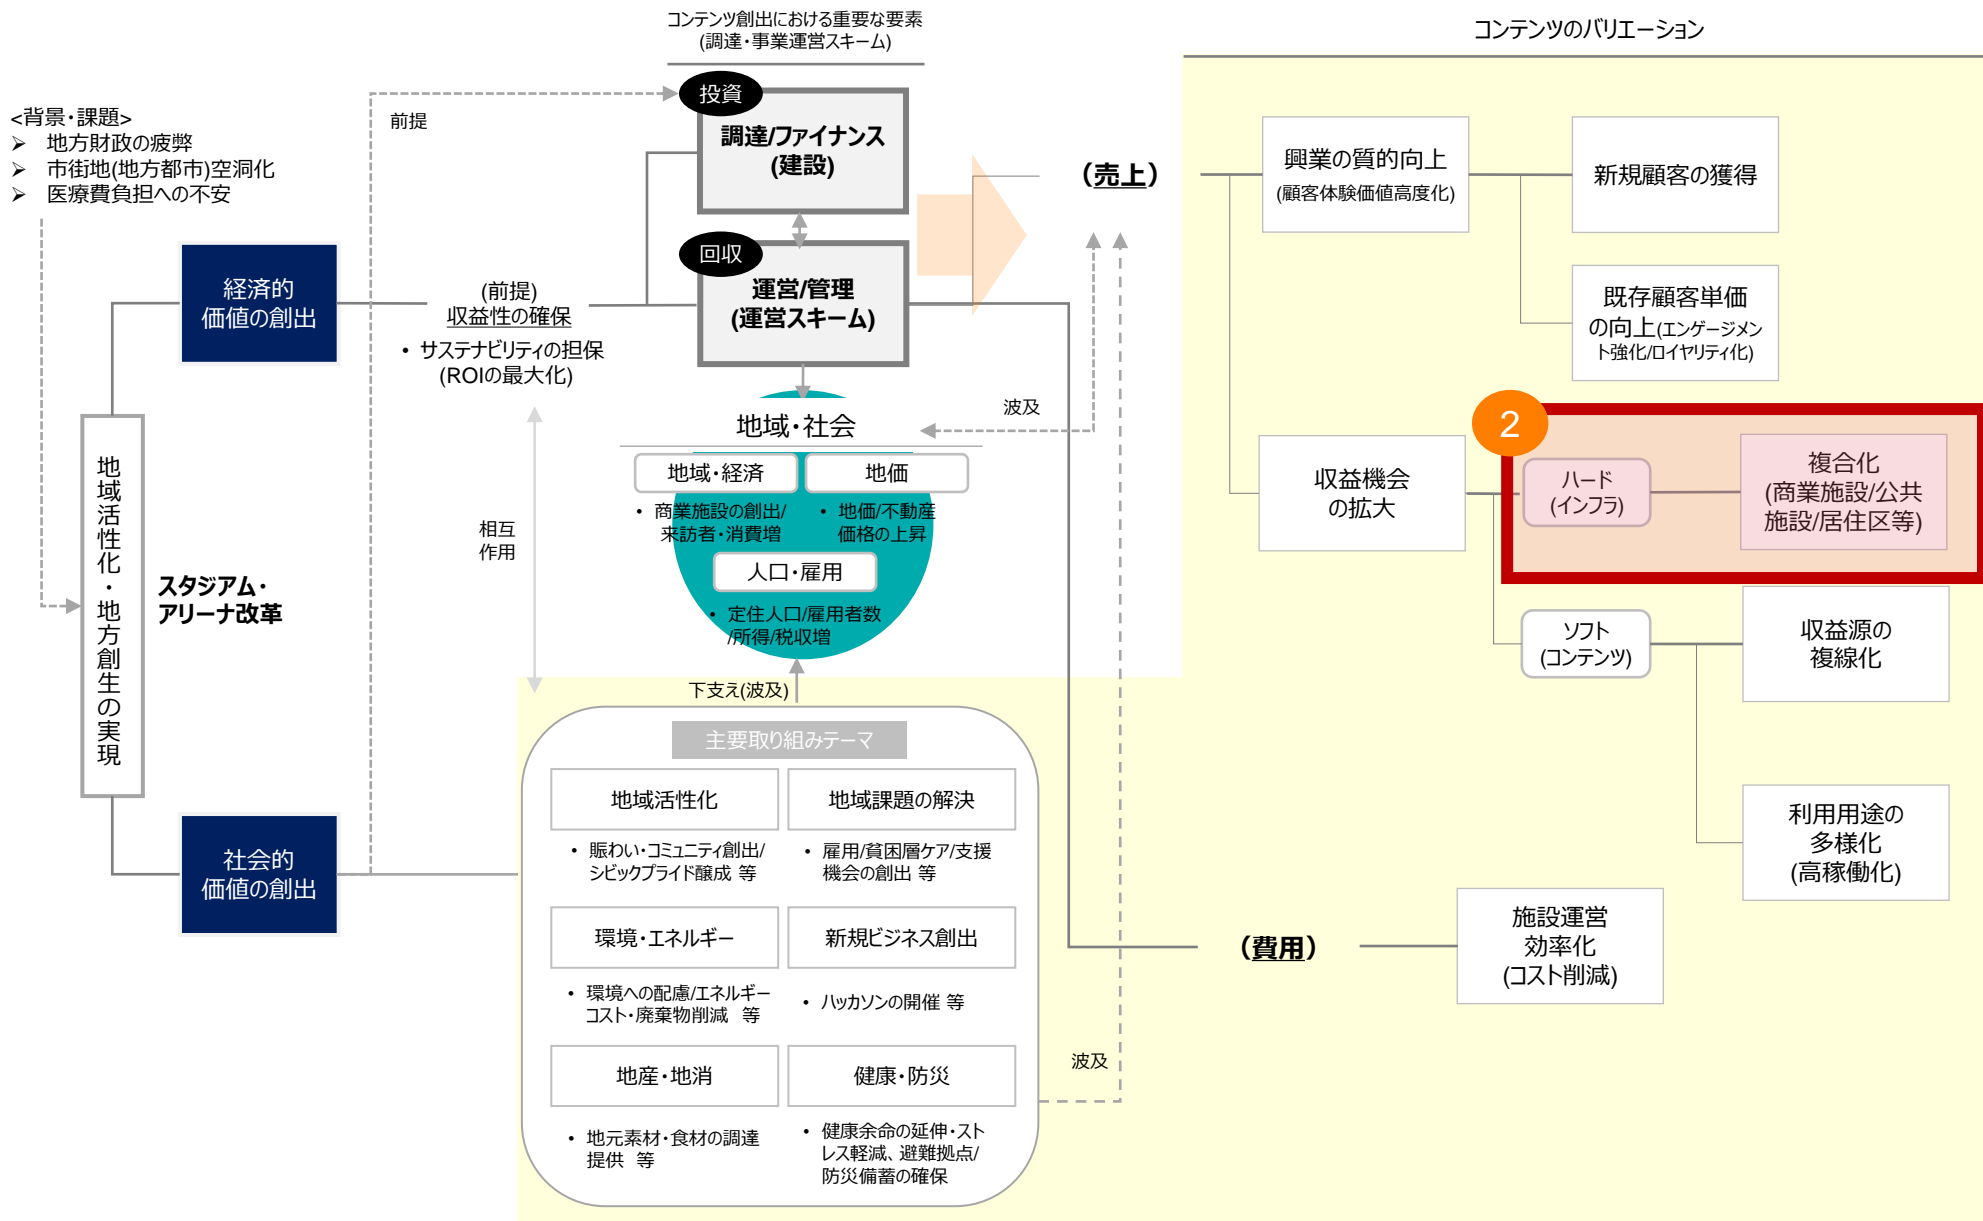 コンテンツ創出における重要な要素
(調達・事業運営スキーム)
コンテンツのバリエーション
<背景・課題>
➢ 地方財政の疲弊
➢ 市街地(地方都市)空洞化
➢ 医療費負担への不安
前提
投資
調達/ファイナンス
(建設)
回収
運営/管理
(運営スキーム)
経済的
価値の創出
(前提)
収益性の確保
• サステナビリティの担保
(ROIの最大化)
(売上)
興業の質的向上
(顧客体験価値高度化)
新規顧客の獲得
既存顧客単価
の向上(エンゲージメン
ト強化/ロイヤリティ化)
波及
地域・社会
地域・経済
• 商業施設の創出/
来訪者・消費増
地価
• 地価/不動産
価格の上昇
人口・雇用
• 定住人口/雇用者数
/所得/税収増
相互
作用
2
収益機会
の拡大
ハード
(インフラ)
複合化
(商業施設/公共
施設/居住区等)
地域活性化・地方創生の実現
スタジアム・
アリーナ改革
ソフト
(コンテンツ)
収益源の
複線化
利用用途の
多様化
(高稼働化)
下支え(波及)
主要取り組みテーマ
地域活性化
• 賑わい・コミュニティ創出/
シビックプライド醸成 等
地域課題の解決
• 雇用/貧困層ケア/支援
機会の創出 等
社会的
価値の創出
環境・エネルギー
• 環境への配慮/エネルギー
コスト・廃棄物削減 等
新規ビジネス創出
• ハッカソンの開催 等
(費用)
施設運営
効率化
(コスト削減)
地産・地消
• 地元素材・食材の調達
提供 等
健康・防災
• 健康余命の延伸・スト
レス軽減、避難拠点/
防災備蓄の確保
波及